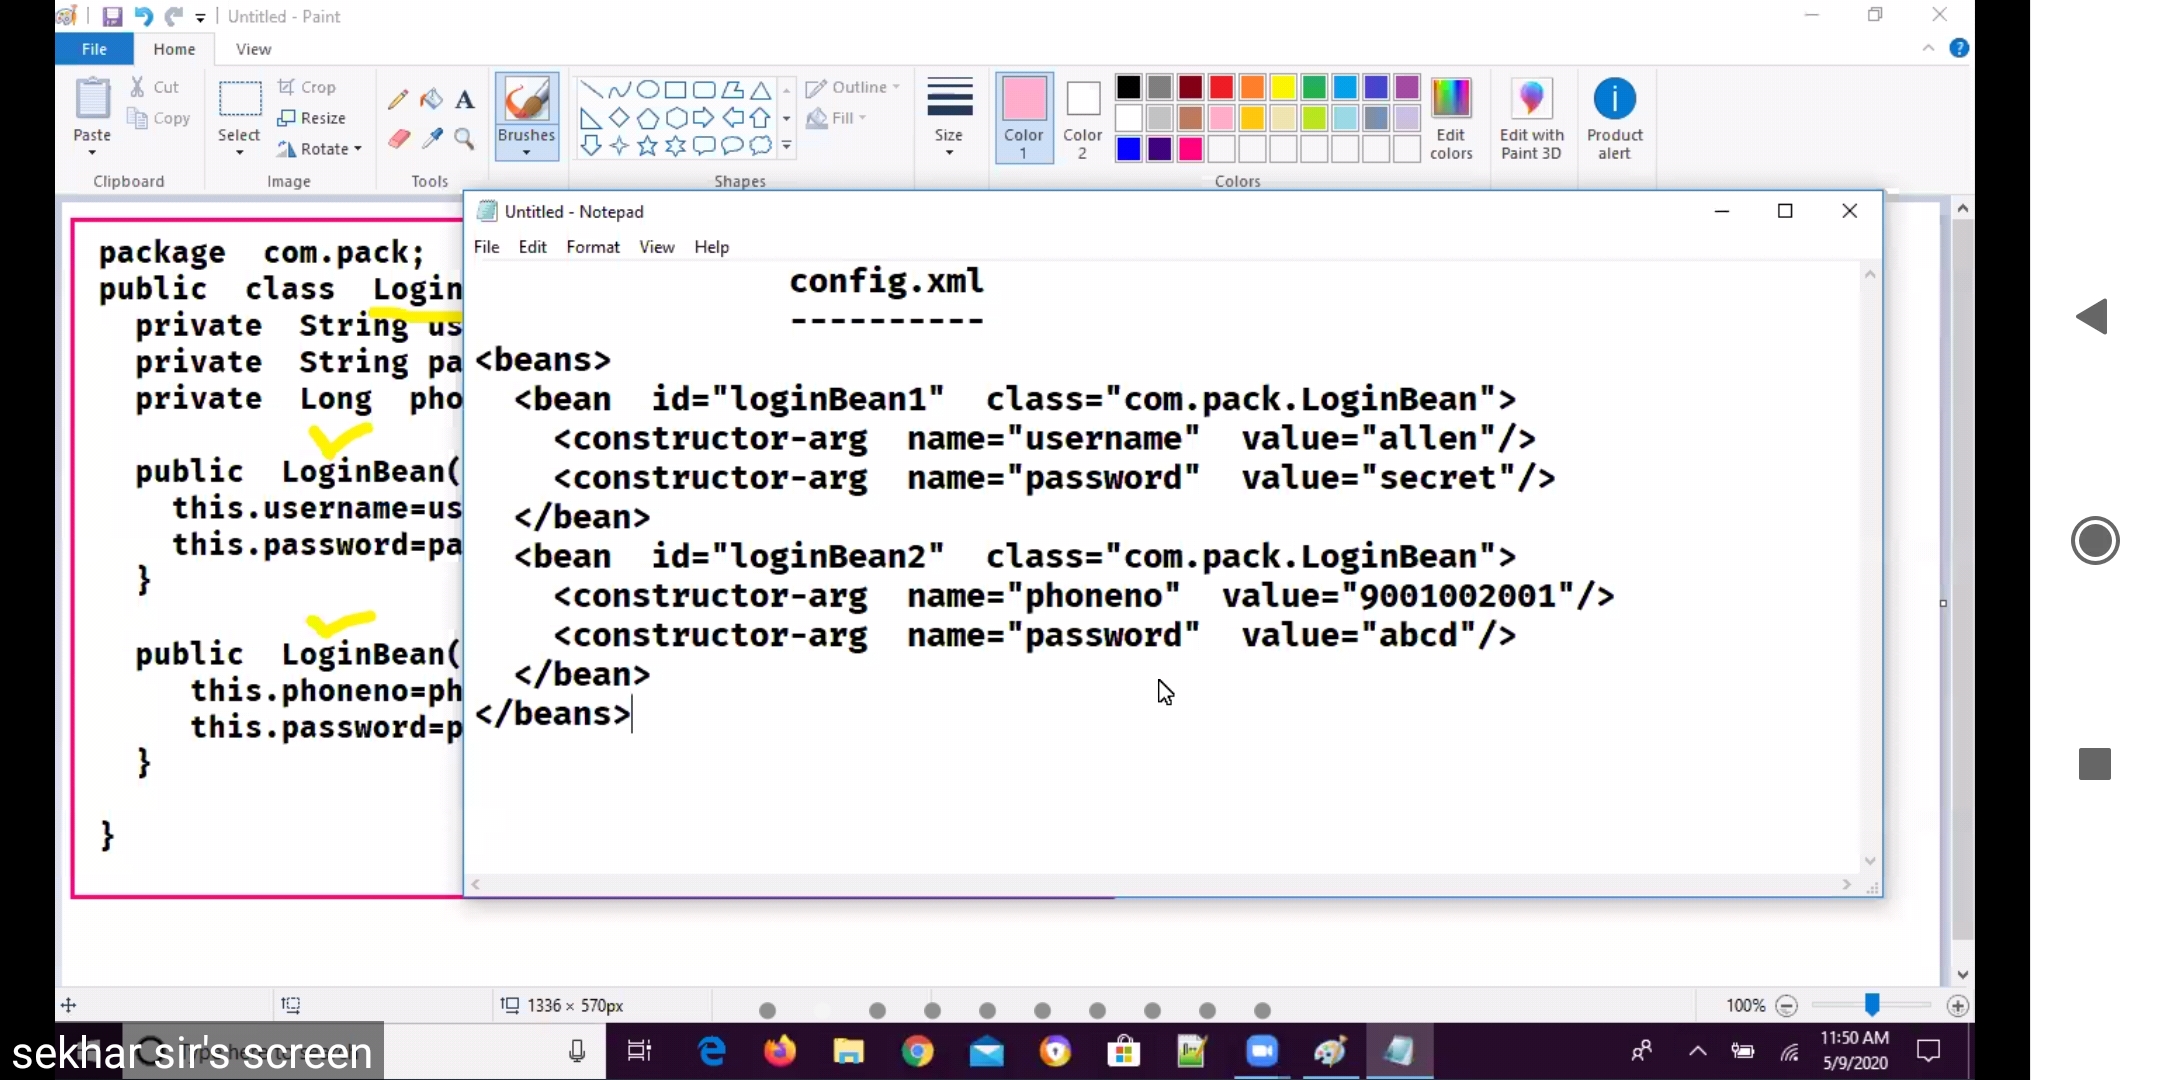 Untitled - Paint
File Home View
Paste
Cut
Copy
Clipboard
Select
Crop
Resize
Rotate
Image
A
Tools
Brushes
Outline
Fill
Shapes
Size
Color
1
Color
2
Edit
colors
Colors
Edit with
Paint 3D
Product
alert
package com.pack;
public class Login
private String us
private String pa
private Long pho
public LoginBean(
this.username=us
this.password=pa
}
public LoginBean(
this.phoneno=ph
this.password=p
}
}
Untitled - Notepad
File Edit Format View Help
config.xml
----------
<beans>
<bean id="loginBean1" class="com.pack.LoginBean">
<constructor-arg name="username" value="allen"/>
<constructor-arg name="password" value="secret"/>
</bean>
<bean id="loginBean2" class="com.pack.LoginBean">
<constructor-arg name="phoneno" value="9001002001"/>
<constructor-arg name="password" value="abcd"/>
</bean>
</beans>
1336 × 570px
100%
sekhar sir's screen
11:50 AM
5/9/2020